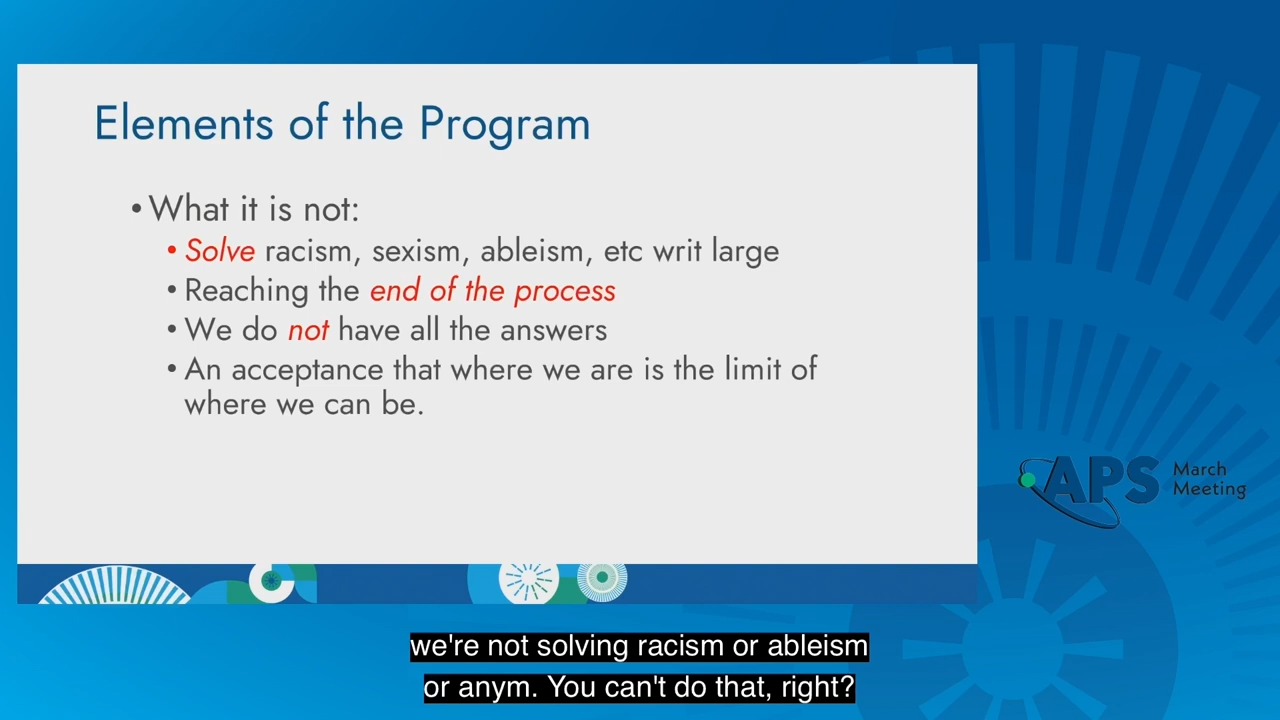 Elements of the Program
• What it is not:
• Solve racism, sexism, ableism, etc writ large
• Reaching the end of the process
• We do not have all the answers
• An acceptance that where we are is the limit of
where we can be.
APS March
Meeting
we're not solving racism or ableism
or anym. You can't do that, right?